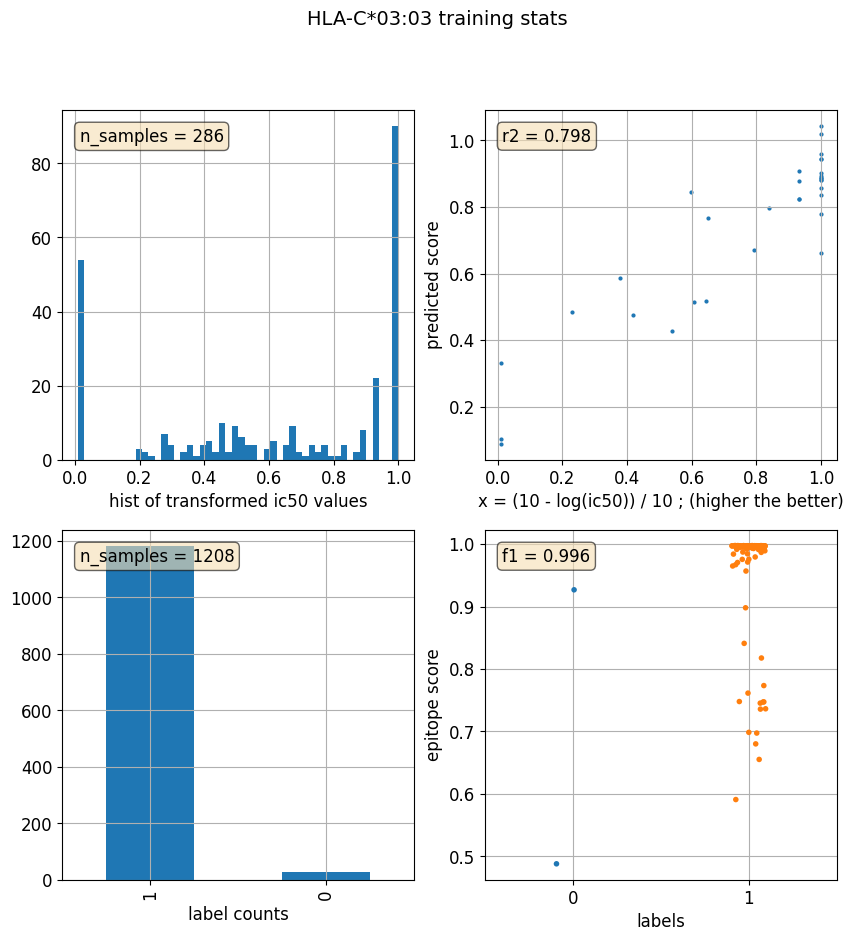 HLA-C*03:03 training stats
n_samples = 286
80
60
40
20
0
0.0 0.2 0.4 0.6 0.8 1.0
hist of transformed ic50 values
r2 = 0.798
predicted score
1.0
0.8
0.6
0.4
0.2
0.0 0.2 0.4 0.6 0.8 1.0
x = (10 - log(ic50)) / 10 ; (higher the better)
n_samples = 1208
1200
1000
800
600
400
200
0
1 0
label counts
f1 = 0.996
epitope score
1.0
0.9
0.8
0.7
0.6
0.5
0 1
labels